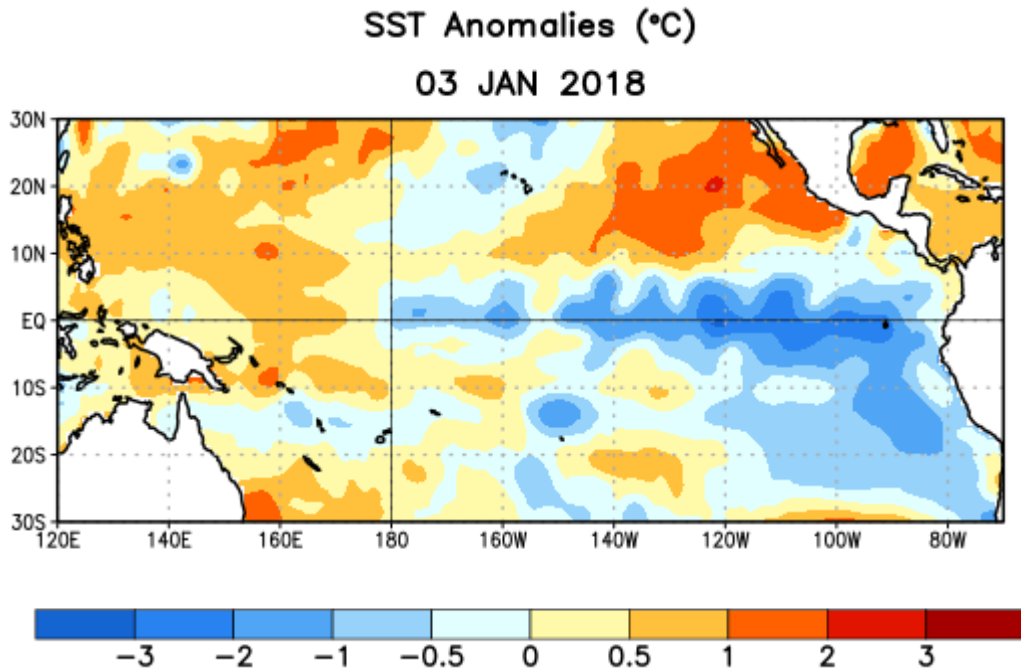 SST Anomalies (°C)
03 JAN 2018
30N
20N
10N
EQ
10S
20S
30S
120E 140E 160E 180 160W 140W 120W 100W 80W
-3 -2 -1 -0.5 0 0.5 1 2 3